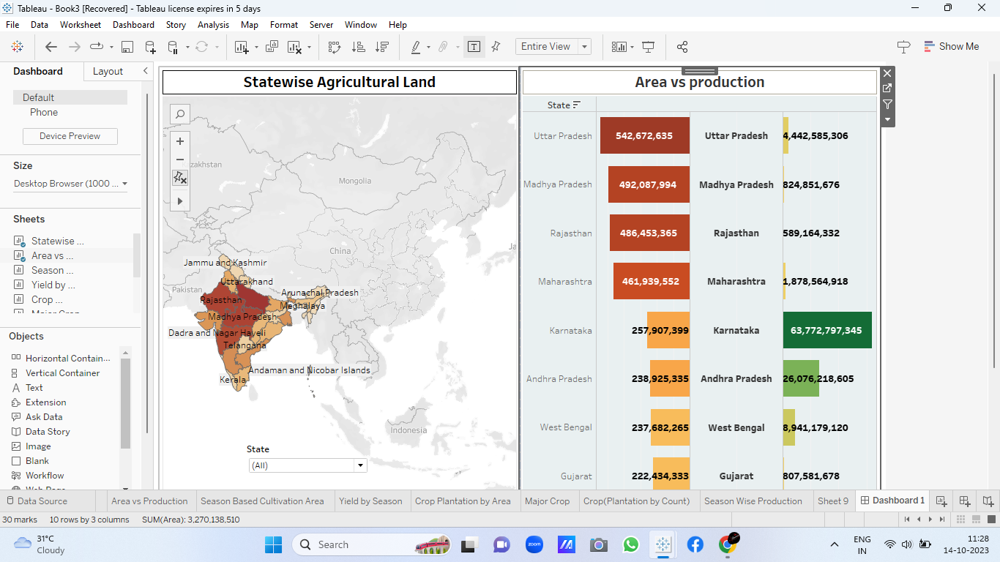 Tableau - Book3 [Recovered] - Tableau license expires in 5 days
File Data Worksheet Dashboard Story Analysis Map Format Server Window Help
Entire View
Show Me
Dashboard Layout
Default
Phone
Device Preview
Size
Desktop Browser (1000 ...
Sheets
Statewise ...
Area vs ...
Season ...
Yield by ...
Crop ...
Objects
Horizontal Contain...
Vertical Container
Text
Extension
Ask Data
Data Story
Image
Blank
Workflow
Web Page
Statewise Agricultural Land
Mongolia
China
Pakistan
Indonesia
Jammu and Kashmir
Uttarakhand
Arunachal Pradesh
Rajasthan
Meghalaya
Madhya Pradesh
Dadra and Nagar Haveli
Telangana
Andaman and Nicobar Islands
Kerala
State
(All)
Area vs production
State
Uttar Pradesh 542,672,635 Uttar Pradesh 4,442,585,306
Madhya Pradesh 492,087,994 Madhya Pradesh 824,851,676
Rajasthan 486,453,365 Rajasthan 589,164,332
Maharashtra 461,939,552 Maharashtra 1,878,564,918
Karnataka 257,907,399 Karnataka 63,772,797,345
Andhra Pradesh 238,925,335 Andhra Pradesh 26,076,218,605
West Bengal 237,682,265 West Bengal 8,941,179,120
Gujarat 222,434,333 Gujarat 807,581,678
Data Source Area vs Production Season Based Cultivation Area Yield by Season Crop Plantation by Area Major Crop Crop(Plantation by Count) Season Wise Production Sheet 9 Dashboard 1
30 marks 10 rows by 3 columns SUM(Area): 3,270,138,510
31°C
Cloudy
Search
zoom
ENG
IN
11:28
14-10-2023